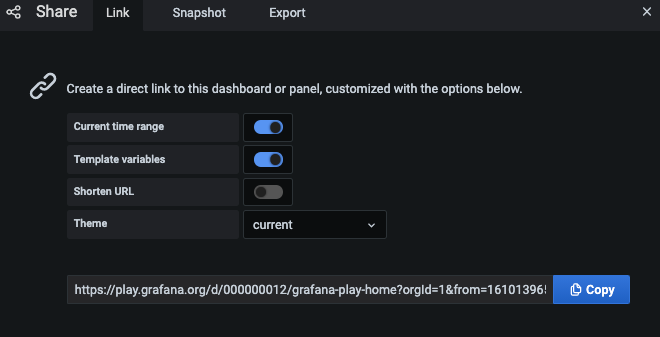 Share Link Snapshot Export
Create a direct link to this dashboard or panel, customized with the options below.
Current time range
Template variables
Shorten URL
Theme current
https://play.grafana.org/d/000000012/grafana-play-home?orgId=1&from=161013965 Copy